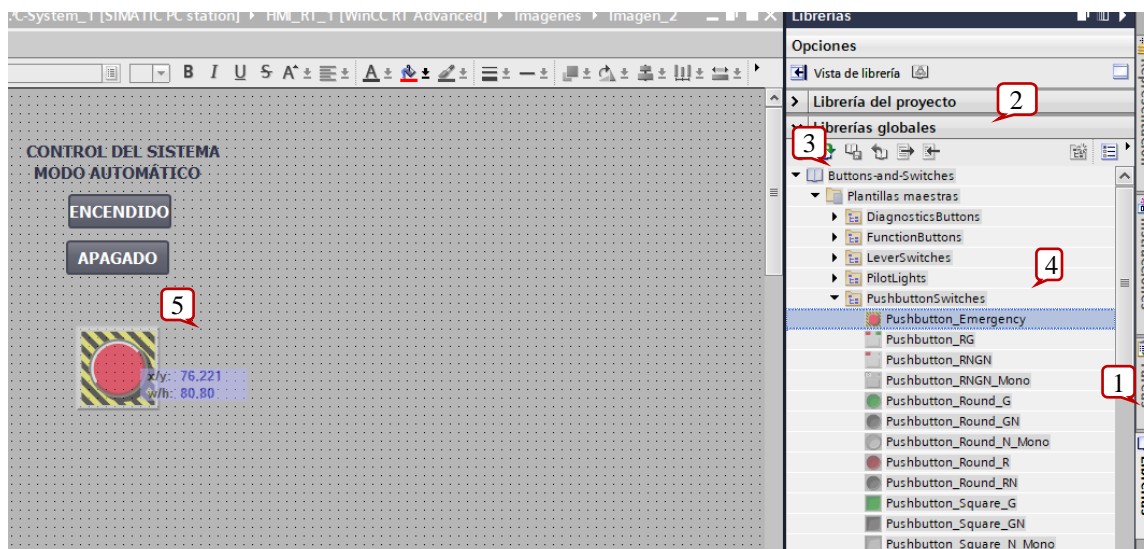 C-System_1 [SIMATIC PC station] ▸ HMI_RT_1 [WinCC RT Advanced] ▸ Imágenes ▸ Imagen_2
B I U S A
CONTROL DEL SISTEMA
MODO AUTOMÁTICO
ENCENDIDO
APAGADO
5
x/y: 76,221
w/h: 80,80
Librerías
Opciones
Vista de librería
Librería del proyecto
2
Librerías globales
3
Buttons-and-Switches
Plantillas maestras
DiagnosticsButtons
FunctionButtons
LeverSwitches
4
PilotLights
PushbuttonSwitches
Pushbutton_Emergency
Pushbutton_RG
Pushbutton_RNGN
Pushbutton_RNGN_Mono
1
Pushbutton_Round_G
Pushbutton_Round_GN
Pushbutton_Round_N_Mono
Pushbutton_Round_R
Pushbutton_Round_RN
Pushbutton_Square_G
Pushbutton_Square_GN
Pushbutton_Square_N_Mono